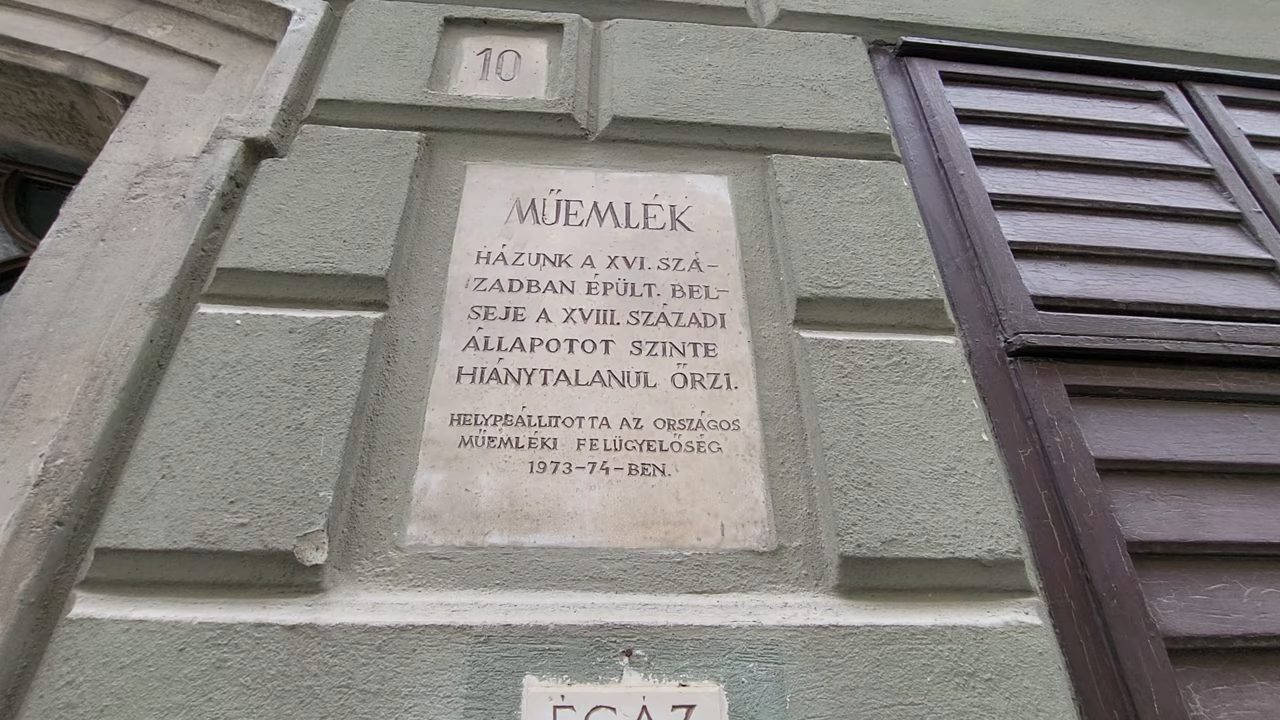 10
MŰEMLÉK
HÁZUNK A XVI. SZÁ-
ZADBAN ÉPÜLT. BEL-
SEJE A XVIII. SZÁZADI
ÁLLAPOTOT SZINTE
HIÁNYTALANUL ŐRZI.
HELYREÁLLITOTTA AZ ORSZÁGOS
MŰEMLÉKI FELÜGYELŐSÉG
1973-74-BEN.
ÉGÁZ